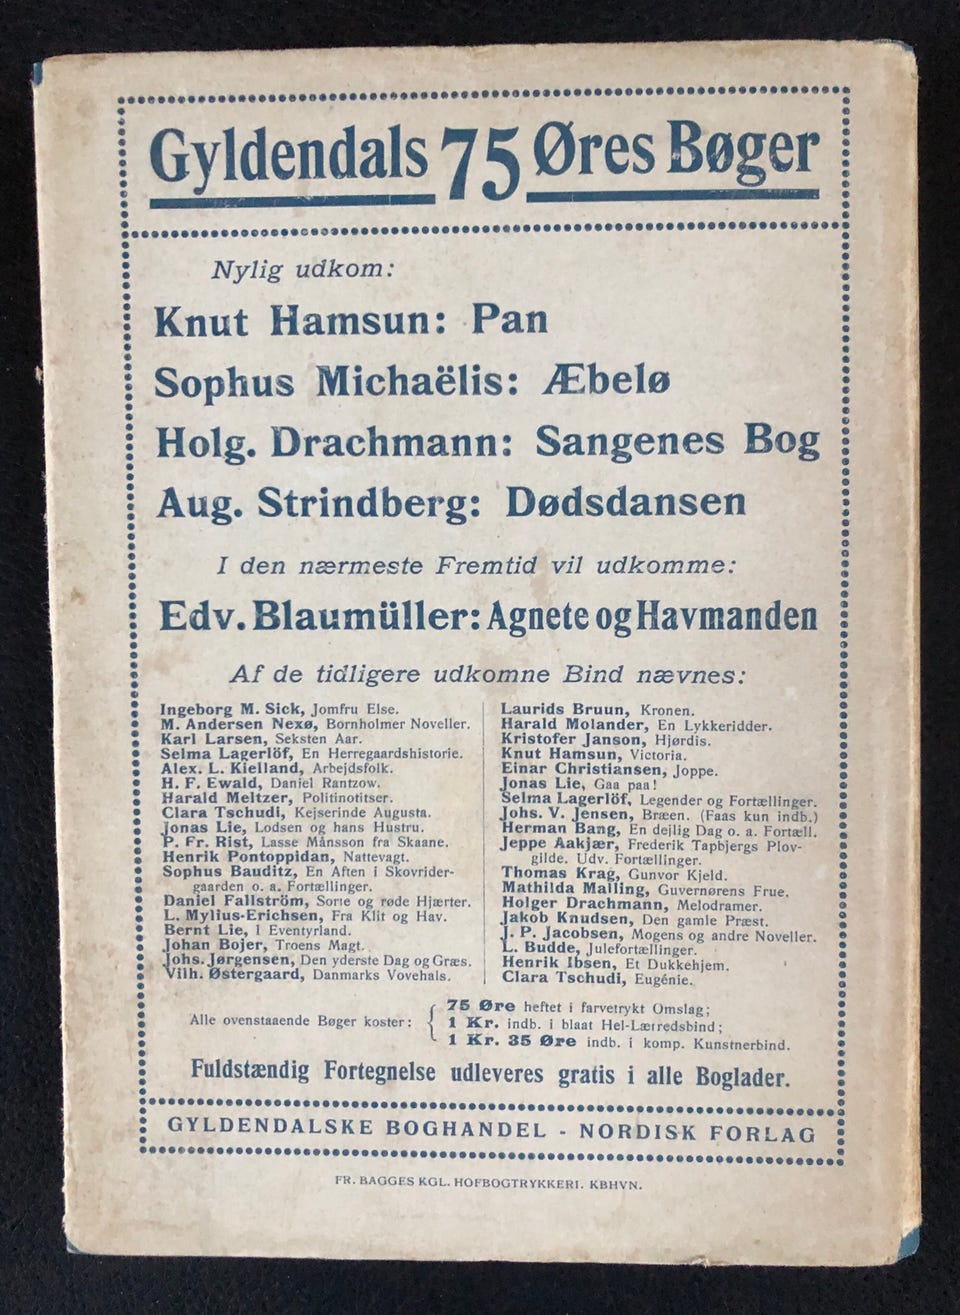 Gyldendals 75 Øres Bøger
Nylig udkom:
Knut Hamsun: Pan
Sophus Michaëlis: Æbelø
Holg. Drachmann: Sangenes Bog
Aug. Strindberg: Dødsdansen
I den nærmeste Fremtid vil udkomme:
Edv. Blaumüller: Agnete og Havmanden
Af de tidligere udkomne Bind nævnes:
Ingeborg M. Sick, Jomfru Else.
M. Andersen Nexø, Bornholmer Noveller.
Karl Larsen, Seksten Aar.
Selma Lagerlöf, En Herregaardshistorie.
Alex. L. Kielland, Arbejdsfolk.
H. F. Ewald, Daniel Rantzow.
Harald Meltzer, Politinotitser.
Clara Tschudi, Kejserinde Augusta.
Jonas Lie, Lodsen og hans Hustru.
P. Fr. Rist, Lasse Månsson fra Skaane.
Henrik Pontoppidan, Nattevagt.
Sophus Bauditz, En Aften i Skovrider-
gaarden o. a. Fortællinger.
Daniel Fallström, Sorte og røde Hjærter.
L. Mylius-Erichsen, Fra Klit og Hav.
Bernt Lie, I Eventyrland.
Johan Bojer, Troens Magt.
Johs. Jørgensen, Den yderste Dag og Græs.
Vilh. Østergaard, Danmarks Vovehals.
Laurids Bruun, Kronen.
Harald Molander, En Lykkeridder.
Kristofer Janson, Hjørdis.
Knut Hamsun, Victoria.
Einar Christiansen, Joppe.
Jonas Lie, Gaa paa!
Selma Lagerlöf, Legender og Fortællinger.
Johs. V. Jensen, Bræen. (Faas kun indb.)
Herman Bang, En dejlig Dag o. a. Fortæll.
Jeppe Aakjær, Frederik Tapbjergs Plov-
gilde. Udv. Fortællinger.
Thomas Krag, Gunvor Kjeld.
Mathilda Malling, Guvernørens Frue.
Holger Drachmann, Melodramer.
Jakob Knudsen, Den gamle Præst.
J. P. Jacobsen, Mogens og andre Noveller.
L. Budde, Julefortællinger.
Henrik Ibsen, Et Dukkehjem.
Clara Tschudi, Eugénie.
Alle ovenstaaende Bøger koster:
75 Øre heftet i farvetrykt Omslag;
1 Kr. indb. i blaat Hel-Lærredsbind;
1 Kr. 35 Øre indb. i komp. Kunstnerbind.
Fuldstændig Fortegnelse udleveres gratis i alle Boglader.
GYLDENDALSKE BOGHANDEL - NORDISK FORLAG
FR. BAGGES KGL. HOFBOGTRYKKERI. KBHVN.